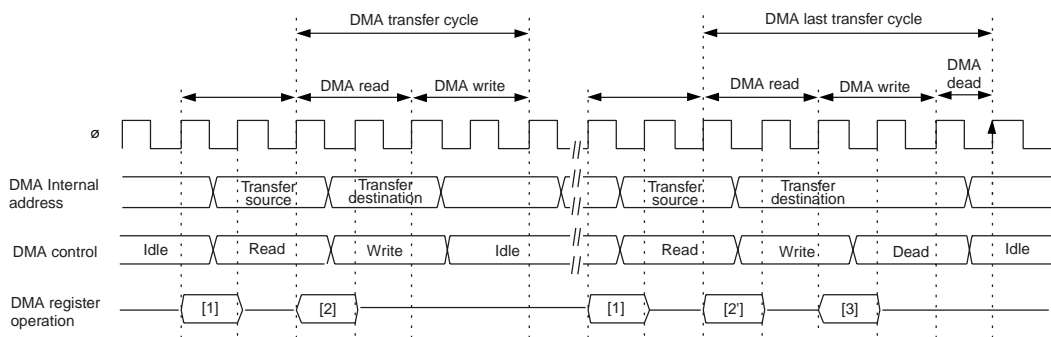 DMA transfer cycle
DMA last transfer cycle
DMA read
DMA write
DMA read
DMA write
DMA
dead
ø
DMA Internal
address
Transfer
source
Transfer
destination
Transfer
source
Transfer
destination
DMA control
Idle
Read
Write
Idle
Read
Write
Dead
Idle
DMA register
operation
[1]
[2]
[1]
[2']
[3]